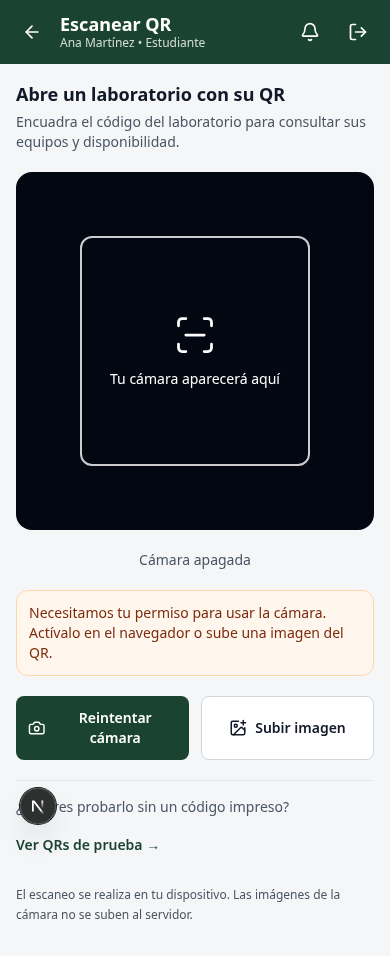 Escanear QR
Ana Martínez • Estudiante
Abre un laboratorio con su QR
Encuadra el código del laboratorio para consultar sus
equipos y disponibilidad.
Tu cámara aparecerá aquí
Cámara apagada
Necesitamos tu permiso para usar la cámara.
Actívalo en el navegador o sube una imagen del
QR.
Reintentar
cámara
Subir imagen
probarlo sin un código impreso?
N
Ver QRs de prueba →
El escaneo se realiza en tu dispositivo. Las imágenes de la
cámara no se suben al servidor.